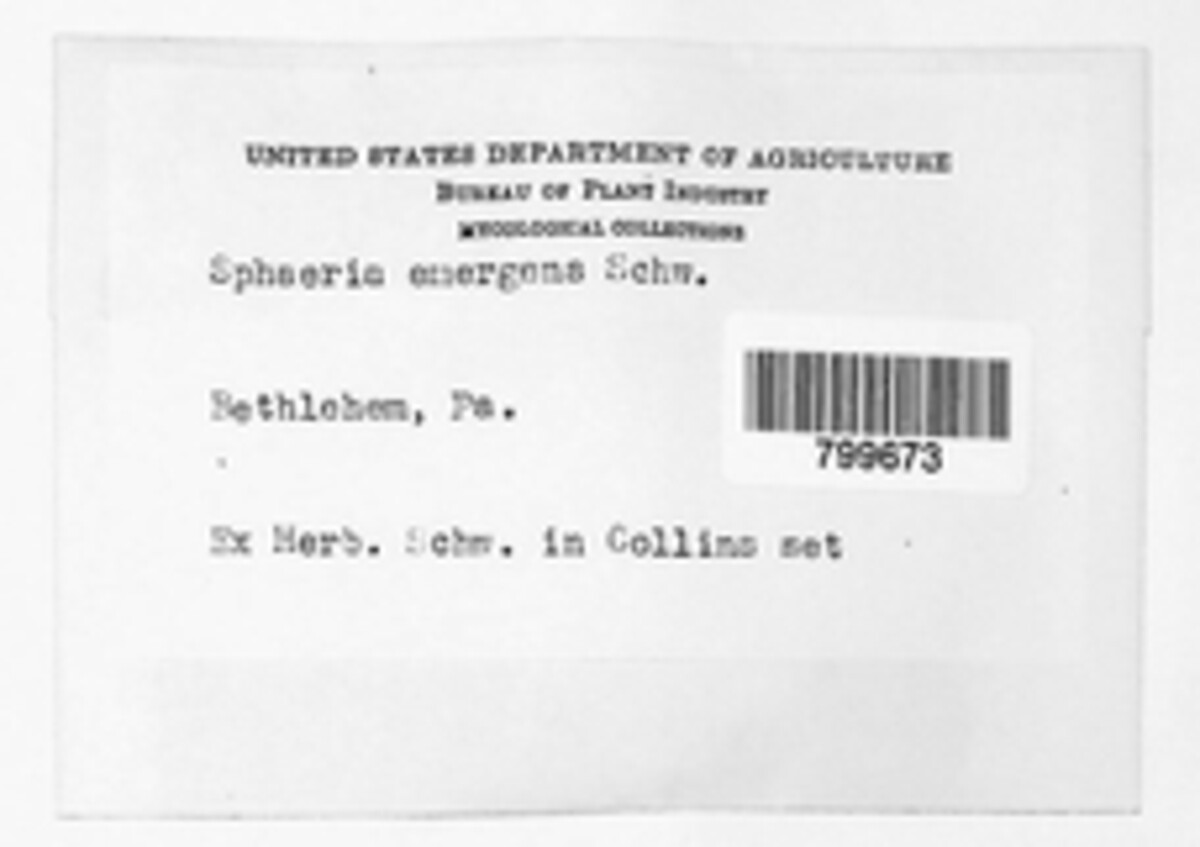 UNITED STATES DEPARTMENT OF AGRICULTURE
BUREAU OF PLANT INDUSTRY
MYCOLOGICAL COLLECTIONS
Sphaeria emergens Schw.
Bethlehem, Pa.
799673
Ex Herb. Schw. in Collins set